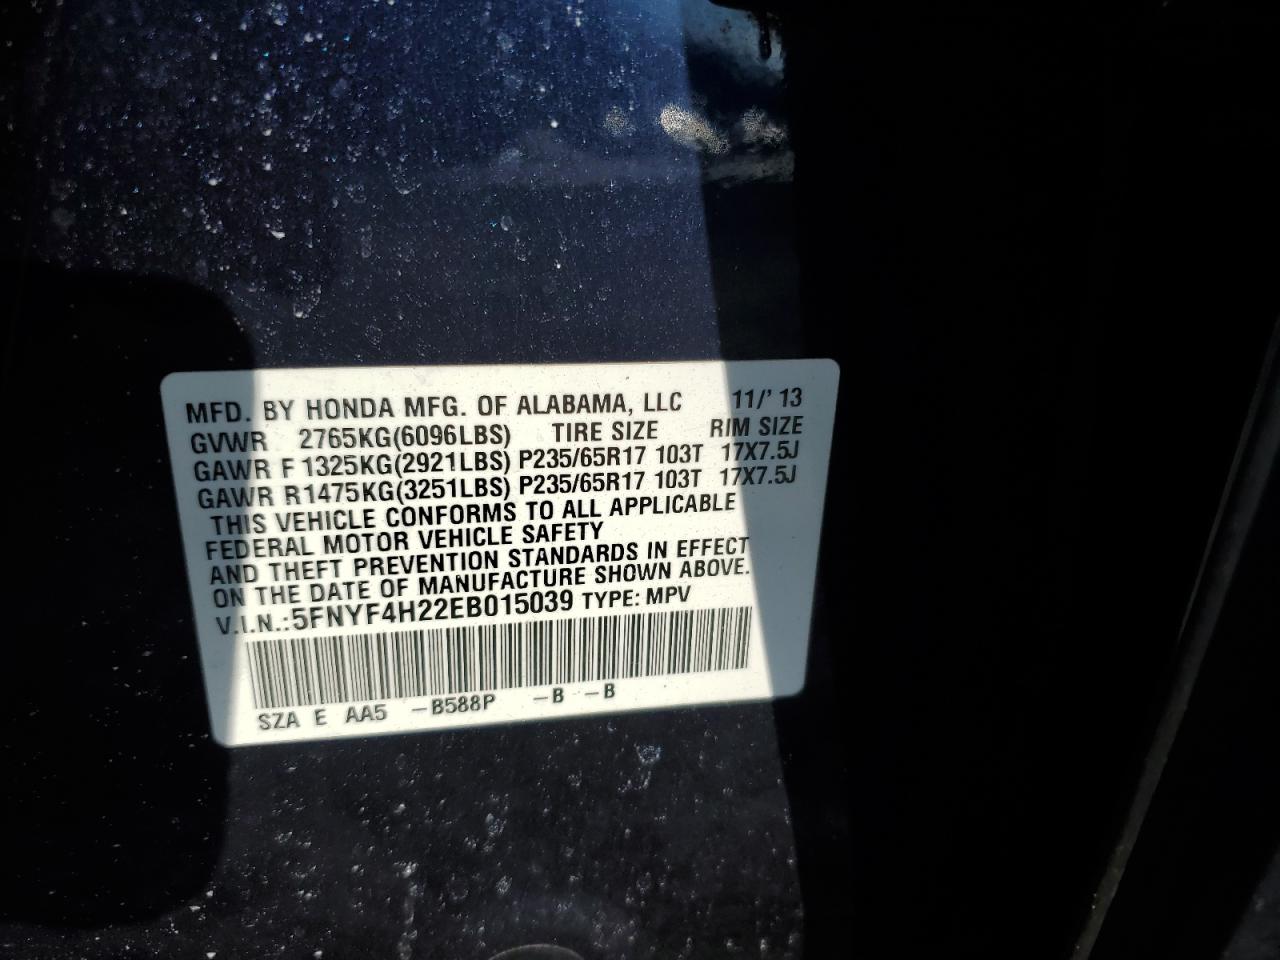 MFD. BY HONDA MFG. OF ALABAMA, LLC 11/' 13
GVWR 2765KG(6096LBS) TIRE SIZE RIM SIZE
GAWR F 1325KG(2921LBS) P235/65R17 103T 17X7.5J
GAWR R1475KG(3251LBS) P235/65R17 103T 17X7.5J
THIS VEHICLE CONFORMS TO ALL APPLICABLE
FEDERAL MOTOR VEHICLE SAFETY
AND THEFT PREVENTION STANDARDS IN EFFECT
ON THE DATE OF MANUFACTURE SHOWN ABOVE.
V.I.N.:5FNYF4H22EB015039 TYPE: MPV
SZA E AA5 -B588P -B -B